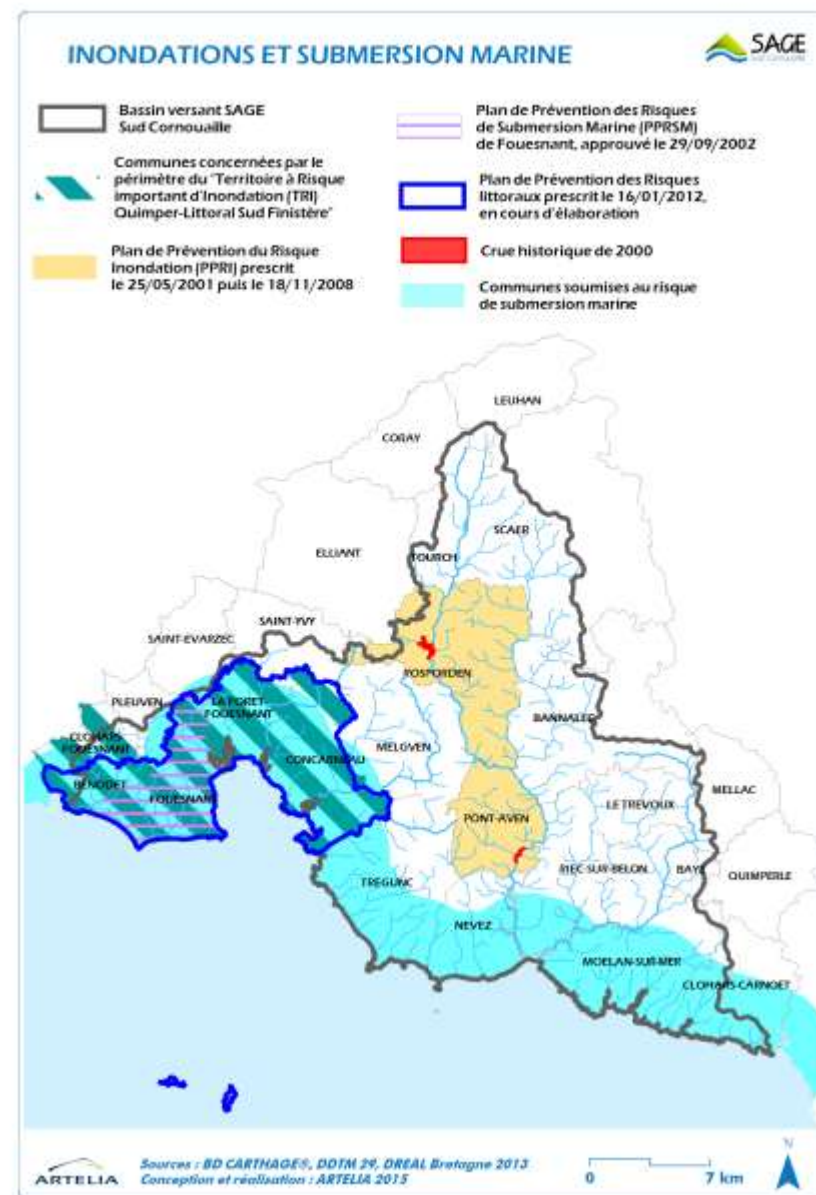 INONDATIONS ET SUBMERSION MARINE
SAGE
Bassin versant SAGE
Sud Cornouaille
Communes concernées par le
périmètre du "Territoire à Risque
important d'Inondation (TRI)
Quimper-Littoral Sud Finistère"
Plan de Prévention du Risque
Inondation (PPRI) prescrit
le 25/05/2001 puis le 18/11/2008
Plan de Prévention des Risques
de Submersion Marine (PPRSM)
de Fouesnant, approuvé le 29/09/2002
Plan de Prévention des Risques
littoraux prescrit le 16/01/2012,
en cours d'élaboration
Crue historique de 2000
Communes soumises au risque
de submersion marine
LEUHAN
CORAY
SCAER
ELLIANT
TOURCH
SAINT-YVY
SAINT-EVARZEC
ROSPORDEN
PLEUVEN
LA FORET-
FOUESNANT
BANNALEC
CLOHARS-
FOUESNANT
MELGVEN
CONCARNEAU
BENODET
MELLAC
FOUESNANT
LE TREVOUX
PONT-AVEN
RIEC-SUR-BELON
BAYE
QUIMPERLE
TREGUNC
NEVEZ
MOELAN-SUR-MER
CLOHARS-CARNOET
N
ARTELIA
Sources : BD CARTHAGE®, DDTM 29, DREAL Bretagne 2013
Conception et réalisation : ARTELIA 2015
0 7 km